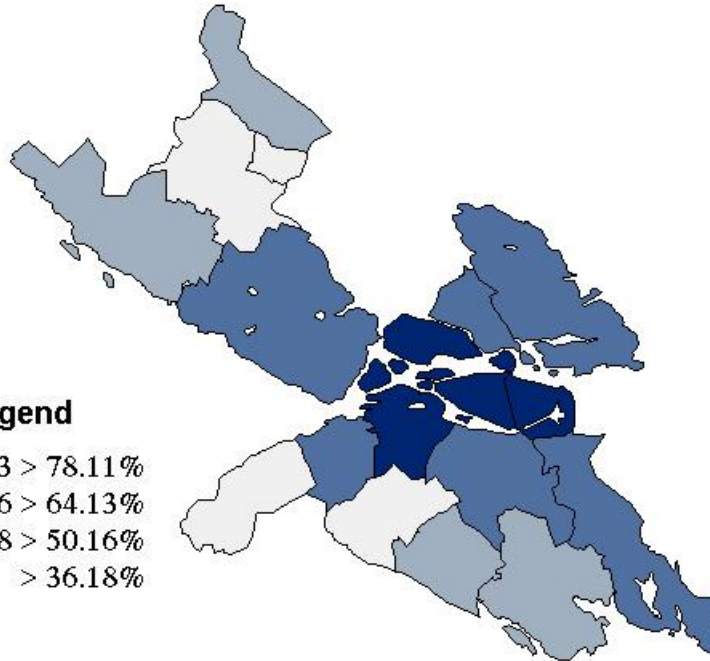 gend
3 > 78.11%
6 > 64.13%
8 > 50.16%
> 36.18%